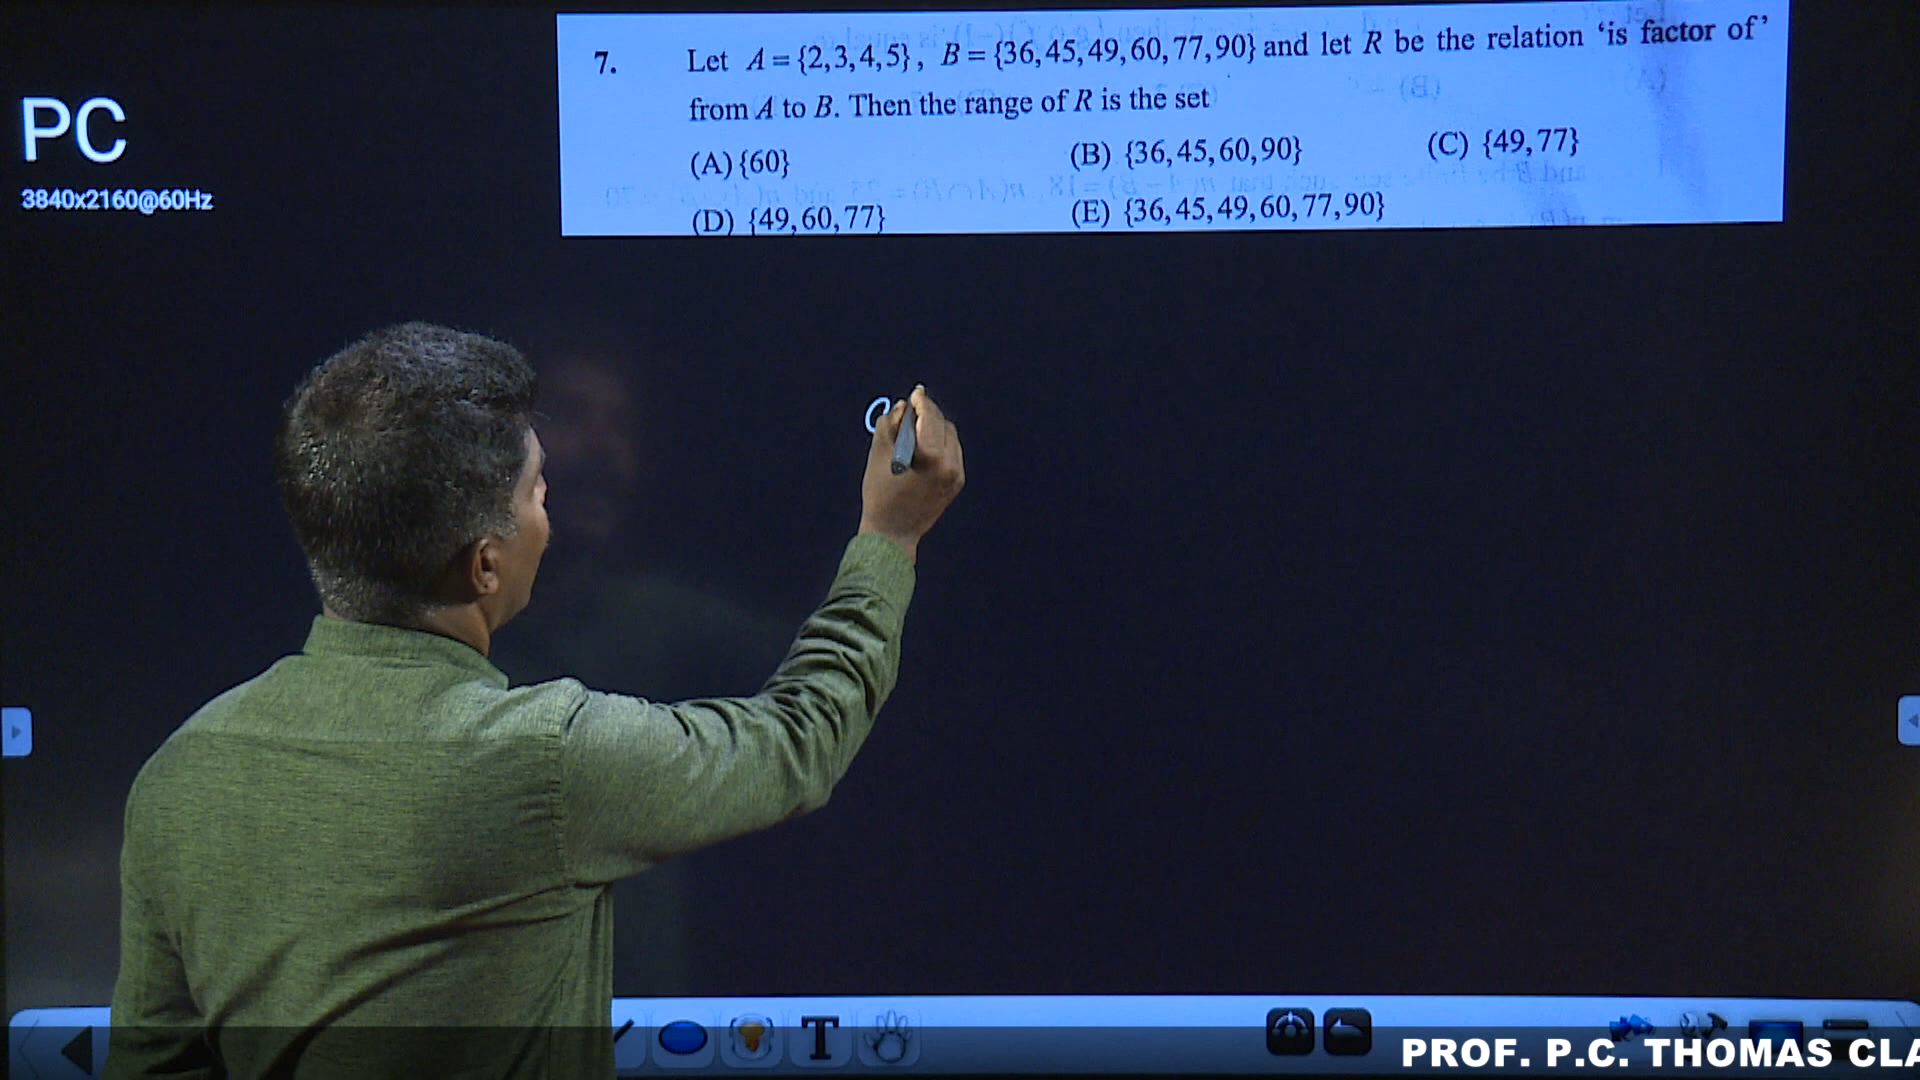 PC
3840x2160@60Hz
7. Let A = {2,3,4,5}, B = {36,45,49,60,77,90} and let R be the relation ‘is factor of’
from A to B. Then the range of R is the set
(A) {60} (B) {36,45,60,90} (C) {49,77}
(D) {49,60,77} (E) {36,45,49,60,77,90}
T
PROF. P.C. THOMAS CLA